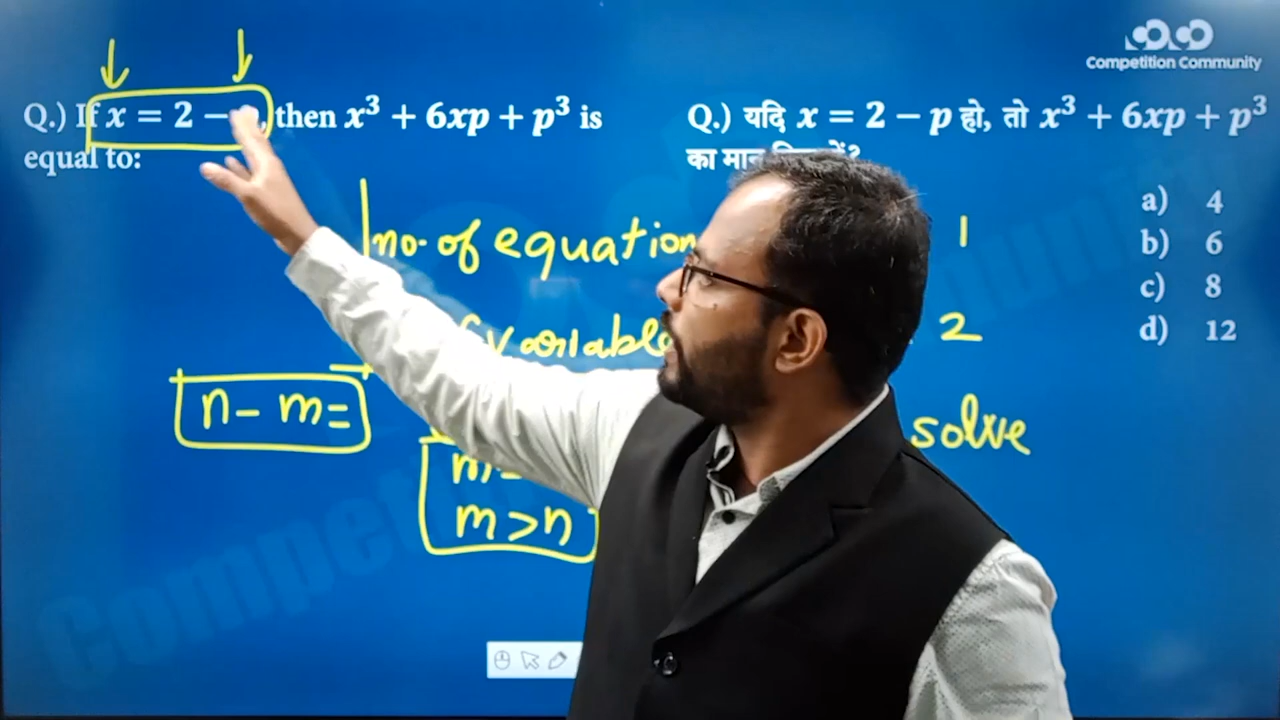 Competition Community
Q.) If x = 2 − , then x³ + 6xp + p³ is
equal to:
Q.) यदि x = 2 − p हो, तो x³ + 6xp + p³
का मान
a) 4
b) 6
c) 8
d) 12
no. of equation 1
variable 2
n - m =
solve
m > n